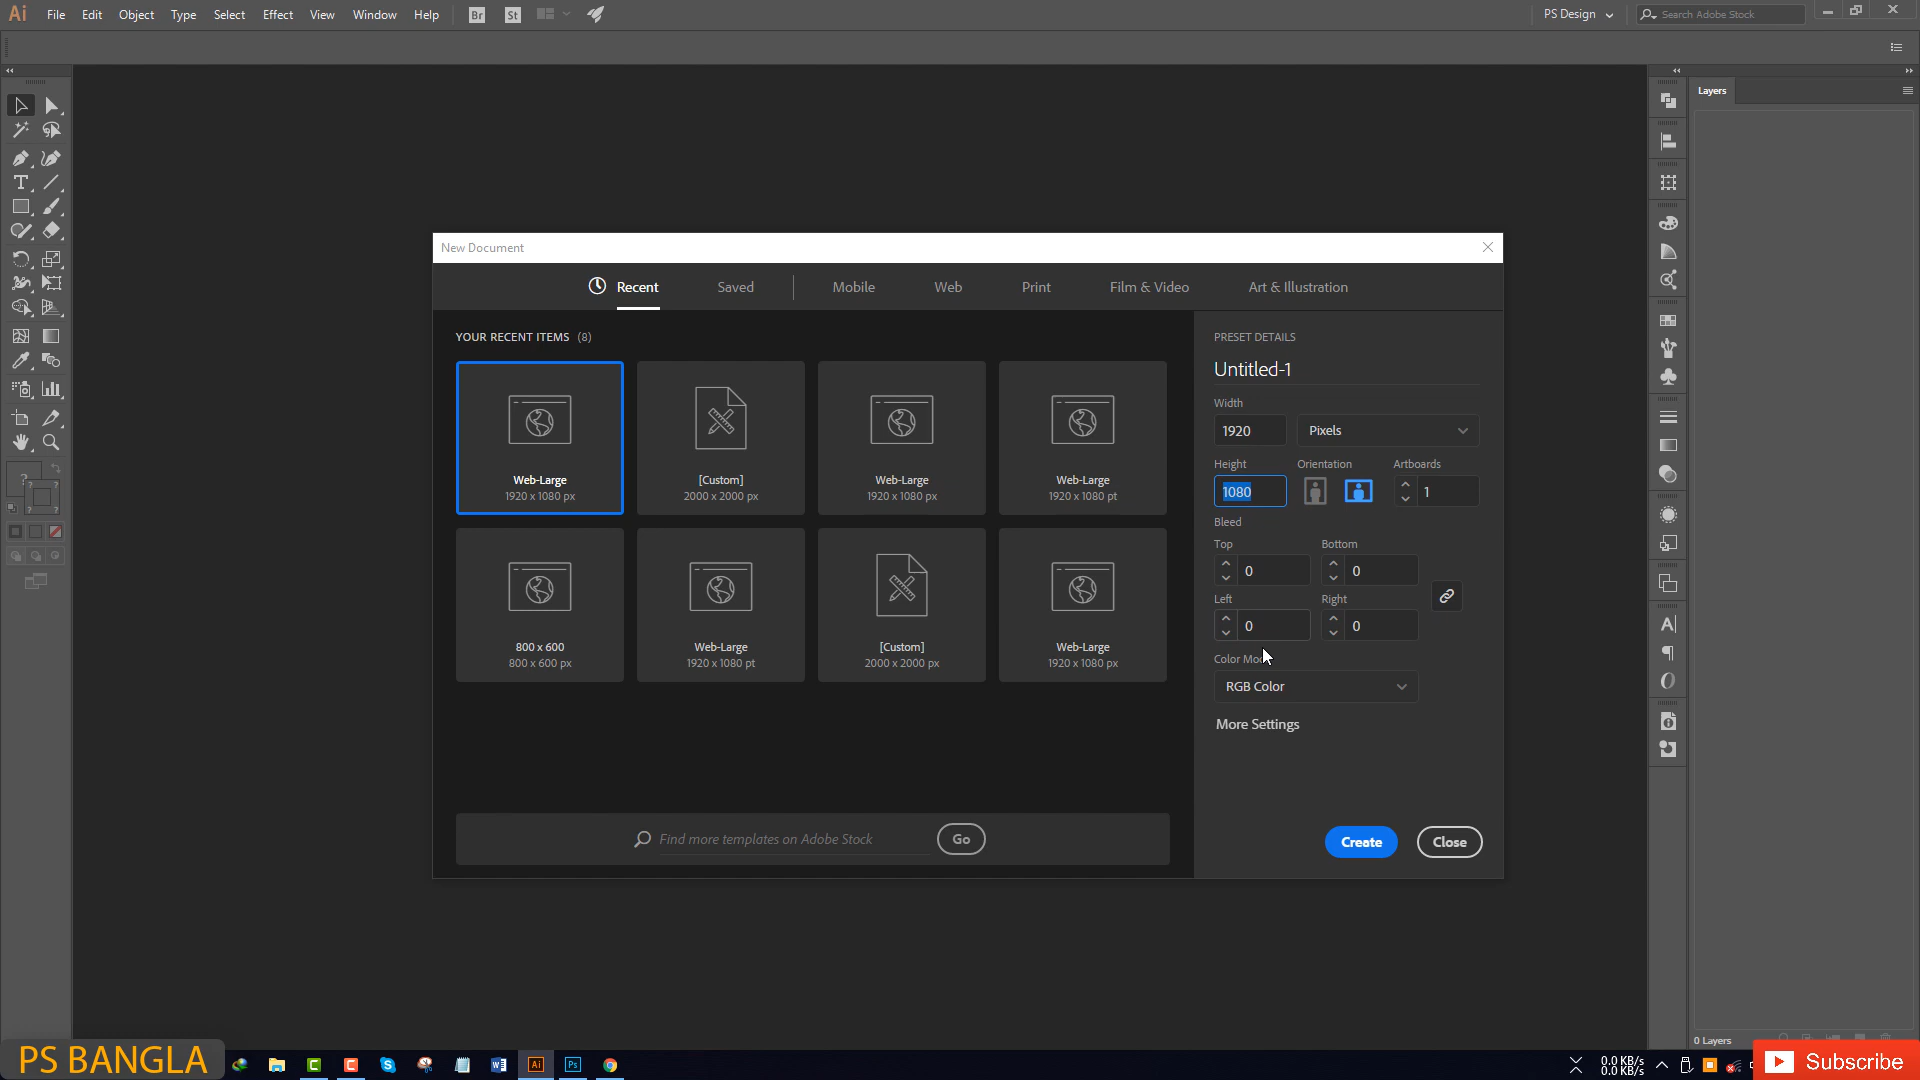 Ai File Edit Object Type Select Effect View Window Help Br St PS Design Search Adobe Stock
Layers
New Document
Recent Saved Mobile Web Print Film & Video Art & Illustration
YOUR RECENT ITEMS (8)
Web-Large
1920 x 1080 px
[Custom]
2000 x 2000 px
Web-Large
1920 x 1080 px
Web-Large
1920 x 1080 pt
800 x 600
800 x 600 px
Web-Large
1920 x 1080 pt
[Custom]
2000 x 2000 px
Web-Large
1920 x 1080 px
Find more templates on Adobe Stock Go
PRESET DETAILS
Untitled-1
Width
1920 Pixels
Height Orientation Artboards
1080 1
Bleed
Top Bottom
0 0
Left Right
0 0
Color Mo
RGB Color
More Settings
Create Close
0 Layers
PS BANGLA
Ai Ps
0.0 KB/s
0.0 KB/s
Subscribe